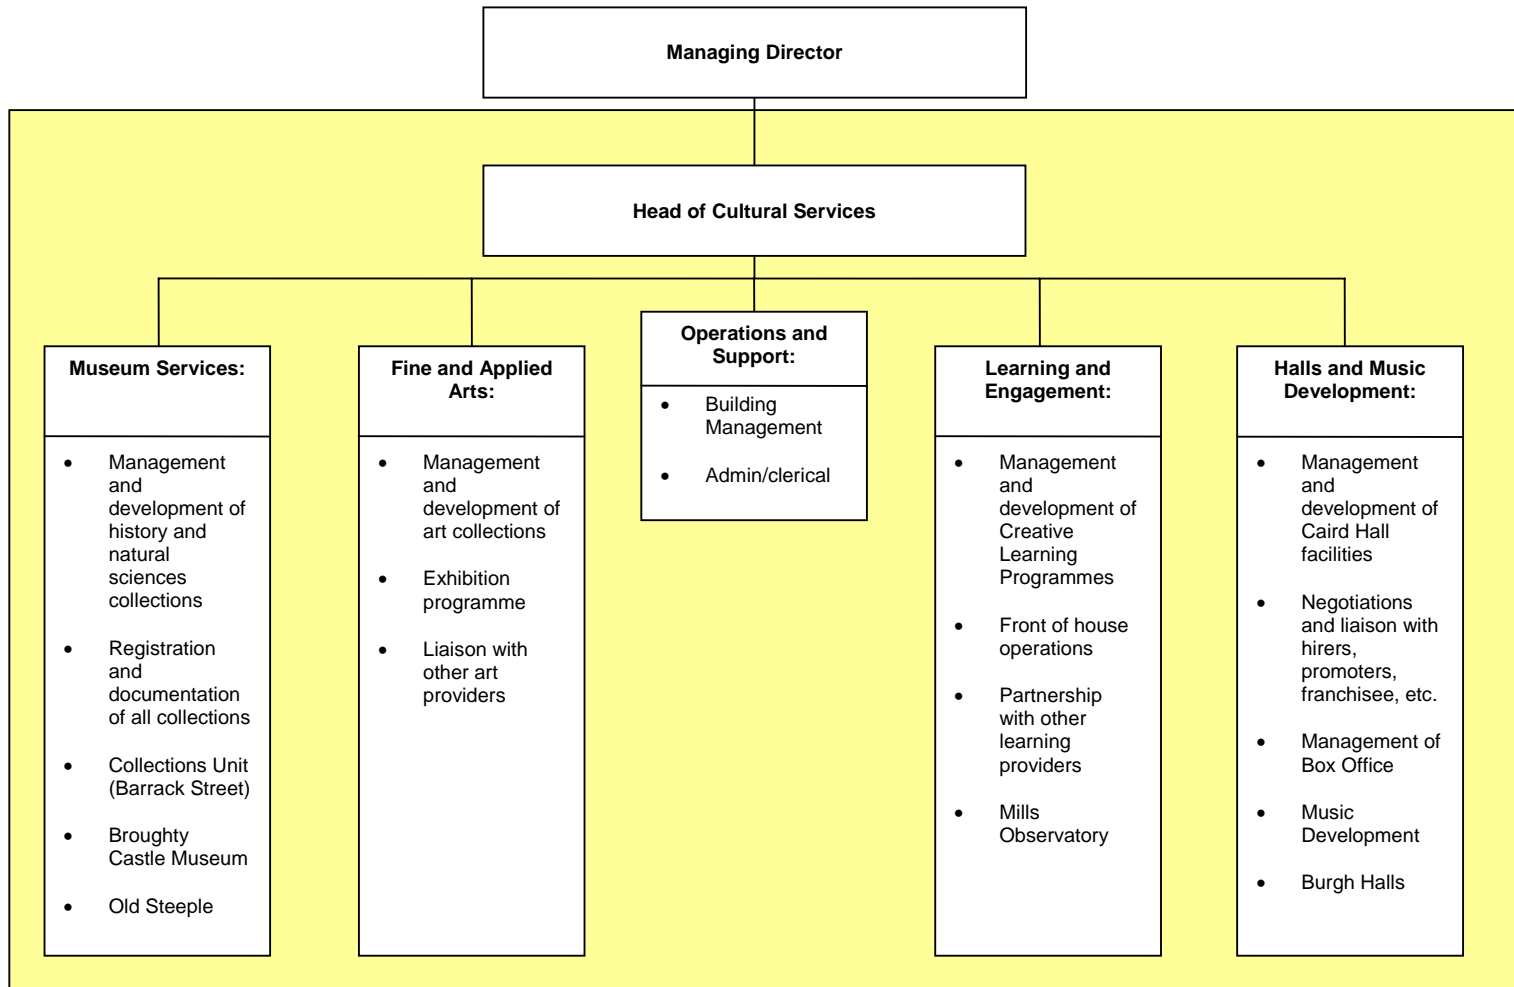 Managing Director
Head of Cultural Services
Museum Services:
• Management
and
development of
history and
natural
sciences
collections
• Registration
and
documentation
of all collections
• Collections Unit
(Barrack Street)
• Broughty
Castle Museum
• Old Steeple
Fine and Applied
Arts:
• Management
and
development of
art collections
• Exhibition
programme
• Liaison with
other art
providers
Operations and
Support:
• Building
Management
• Admin/clerical
Learning and
Engagement:
• Management
and
development of
Creative
Learning
Programmes
• Front of house
operations
• Partnership
with other
learning
providers
• Mills
Observatory
Halls and Music
Development:
• Management
and
development of
Caird Hall
facilities
• Negotiations
and liaison with
hirers,
promoters,
franchisee, etc.
• Management of
Box Office
• Music
Development
• Burgh Halls